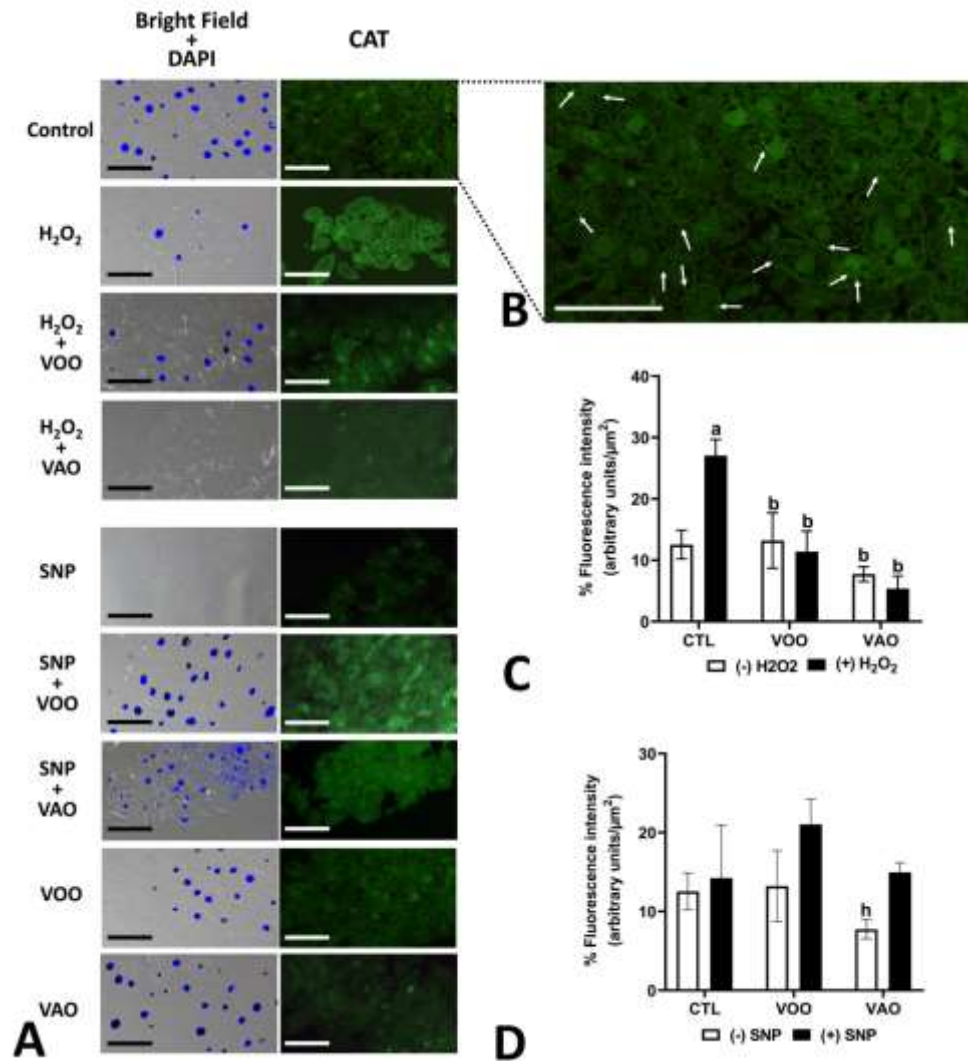 Bright Field
+
DAPI
CAT
Control
H₂O₂
H₂O₂
+
VOO
H₂O₂
+
VAO
SNP
SNP
+
VOO
SNP
+
VAO
VOO
VAO
A
B
% Fluorescence intensity
(arbitrary units/µm²)
40
30
20
10
0
a
b
b
b
b
CTL
VOO
VAO
(-) H2O2
(+) H₂O₂
C
% Fluorescence intensity
(arbitrary units/µm²)
30
20
10
0
h
CTL
VOO
VAO
(-) SNP
(+) SNP
D